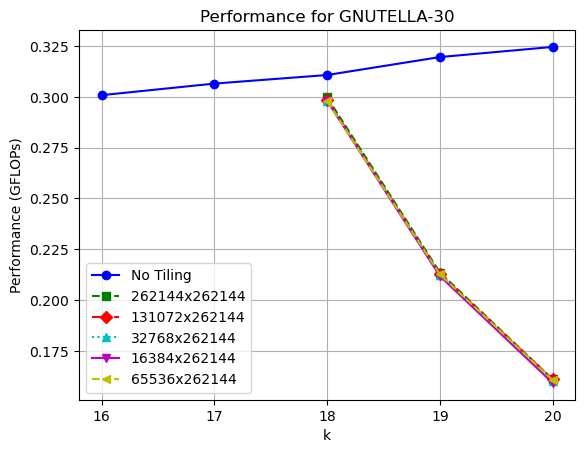 Performance for GNUTELLA-30
Performance (GFLOPs)
0.325
0.300
0.275
0.250
0.225
0.200
0.175
No Tiling
262144x262144
131072x262144
32768x262144
16384x262144
65536x262144
16 17 18 19 20
k